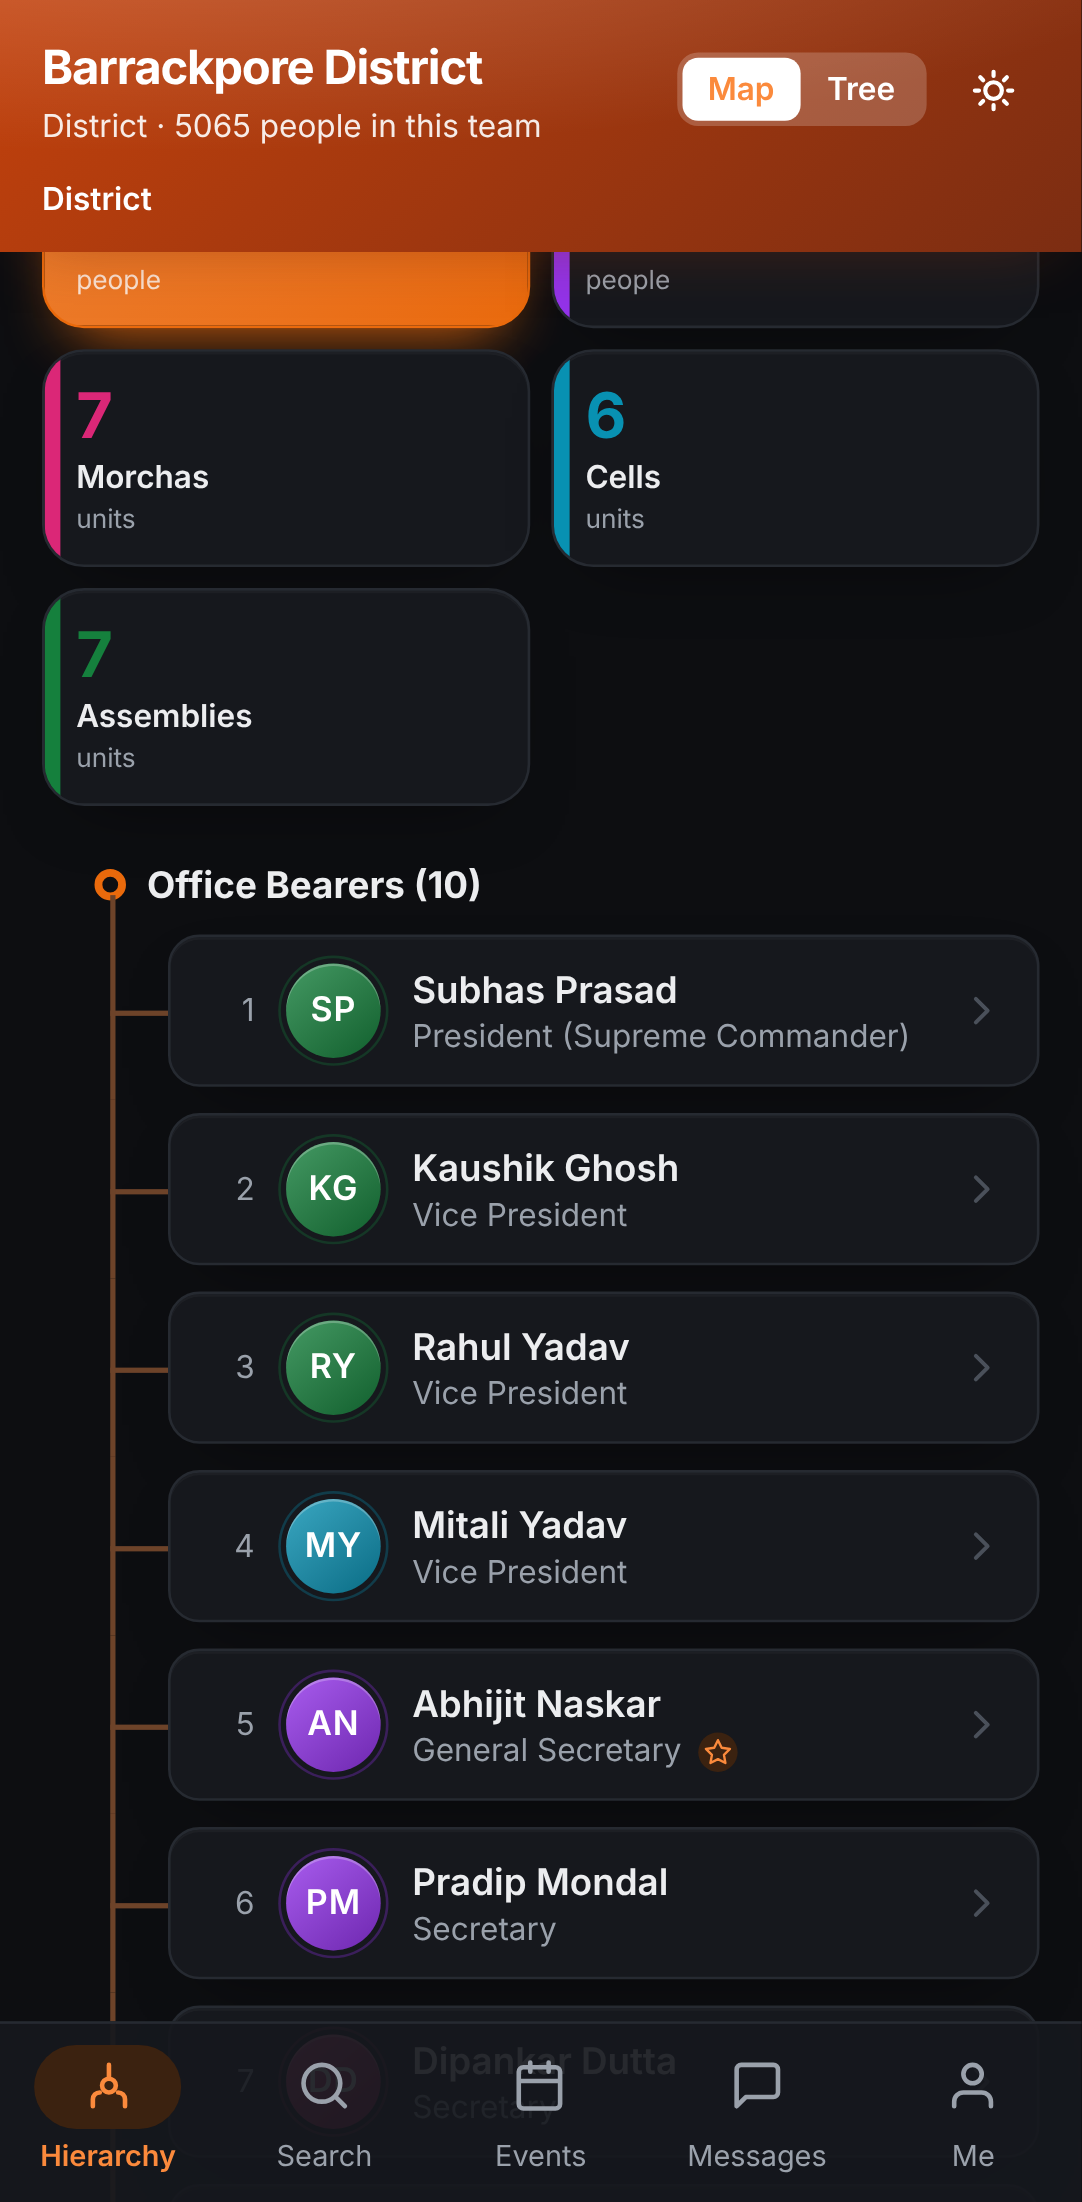 Barrackpore District
Map
Tree
District · 5065 people in this team
District
people
people
7
Morchas
units
6
Cells
units
7
Assemblies
units
Office Bearers (10)
1
SP
Subhas Prasad
President (Supreme Commander)
2
KG
Kaushik Ghosh
Vice President
3
RY
Rahul Yadav
Vice President
4
MY
Mitali Yadav
Vice President
5
AN
Abhijit Naskar
General Secretary
6
PM
Pradip Mondal
Secretary
7
DD
Dipankar Dutta
Secretary
Hierarchy
Search
Events
Messages
Me